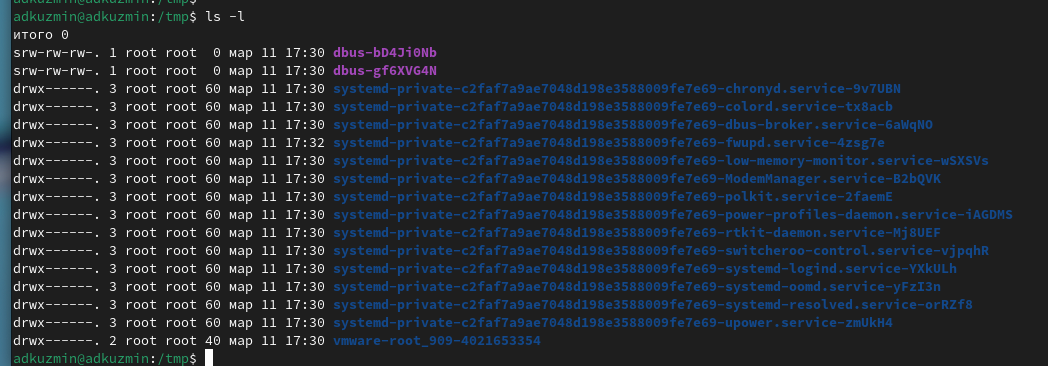 adkuzmin@adkuzmin:/tmp$
adkuzmin@adkuzmin:/tmp$ ls -l
итого 0
srw-rw-rw-. 1 root root  0 мар 11 17:30 dbus-bD4Ji0Nb
srw-rw-rw-. 1 root root  0 мар 11 17:30 dbus-gf6XVG4N
drwx------. 3 root root 60 мар 11 17:30 systemd-private-c2faf7a9ae7048d198e3588009fe7e69-chronyd.service-9v7UBN
drwx------. 3 root root 60 мар 11 17:30 systemd-private-c2faf7a9ae7048d198e3588009fe7e69-colord.service-tx8acb
drwx------. 3 root root 60 мар 11 17:30 systemd-private-c2faf7a9ae7048d198e3588009fe7e69-dbus-broker.service-6aWqNO
drwx------. 3 root root 60 мар 11 17:32 systemd-private-c2faf7a9ae7048d198e3588009fe7e69-fwupd.service-4zsg7e
drwx------. 3 root root 60 мар 11 17:30 systemd-private-c2faf7a9ae7048d198e3588009fe7e69-low-memory-monitor.service-wSXSVs
drwx------. 3 root root 60 мар 11 17:30 systemd-private-c2faf7a9ae7048d198e3588009fe7e69-ModemManager.service-B2bQVK
drwx------. 3 root root 60 мар 11 17:30 systemd-private-c2faf7a9ae7048d198e3588009fe7e69-polkit.service-2faemE
drwx------. 3 root root 60 мар 11 17:30 systemd-private-c2faf7a9ae7048d198e3588009fe7e69-power-profiles-daemon.service-iAGDMS
drwx------. 3 root root 60 мар 11 17:30 systemd-private-c2faf7a9ae7048d198e3588009fe7e69-rtkit-daemon.service-Mj8UEF
drwx------. 3 root root 60 мар 11 17:30 systemd-private-c2faf7a9ae7048d198e3588009fe7e69-switcheroo-control.service-vjpqhR
drwx------. 3 root root 60 мар 11 17:30 systemd-private-c2faf7a9ae7048d198e3588009fe7e69-systemd-logind.service-YXkULh
drwx------. 3 root root 60 мар 11 17:30 systemd-private-c2faf7a9ae7048d198e3588009fe7e69-systemd-oomd.service-yFzI3n
drwx------. 3 root root 60 мар 11 17:30 systemd-private-c2faf7a9ae7048d198e3588009fe7e69-systemd-resolved.service-orRZf8
drwx------. 3 root root 60 мар 11 17:30 systemd-private-c2faf7a9ae7048d198e3588009fe7e69-upower.service-zmUkH4
drwx------. 2 root root 40 мар 11 17:30 vmware-root_909-4021653354
adkuzmin@adkuzmin:/tmp$